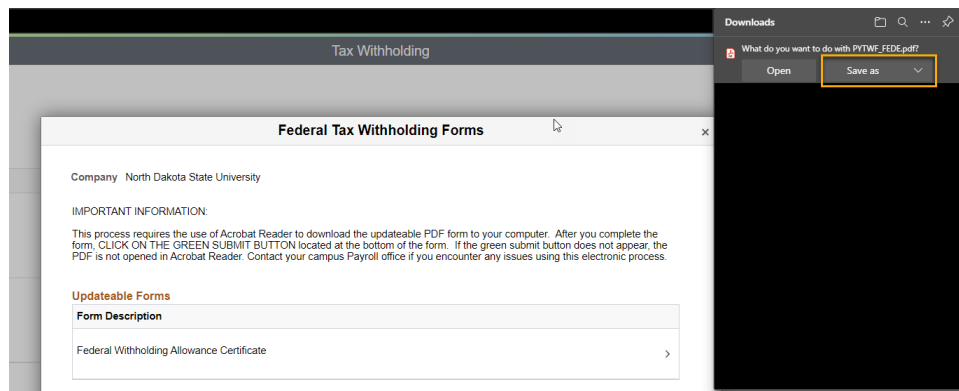 Downloads
What do you want to do with PYTWF_FEDE.pdf?
Open
Save as
Tax Withholding
Federal Tax Withholding Forms
×
Company North Dakota State University
IMPORTANT INFORMATION:
This process requires the use of Acrobat Reader to download the updateable PDF form to your computer. After you complete the
form, CLICK ON THE GREEN SUBMIT BUTTON located at the bottom of the form. If the green submit button does not appear, the
PDF is not opened in Acrobat Reader. Contact your campus Payroll office if you encounter any issues using this electronic process.
Updateable Forms
Form Description
Federal Withholding Allowance Certificate